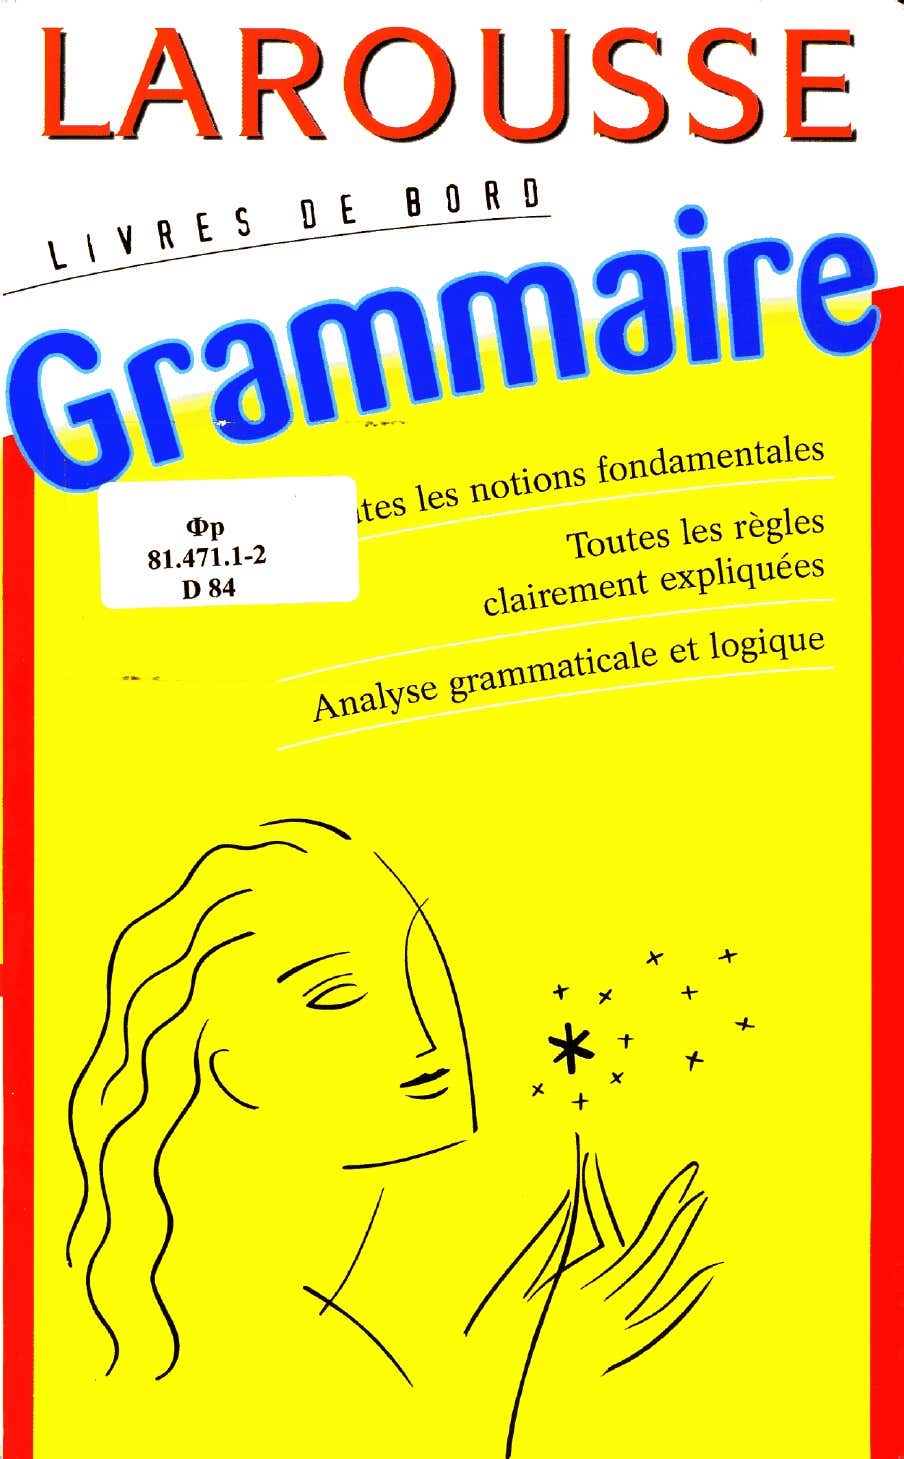 LAROUSSE
LIVRES DE BORD
Grammaire
les notions fondamentales
Toutes les règles
clairement expliquées
Analyse grammaticale et logique
Фр
81.471.1-2
D 84